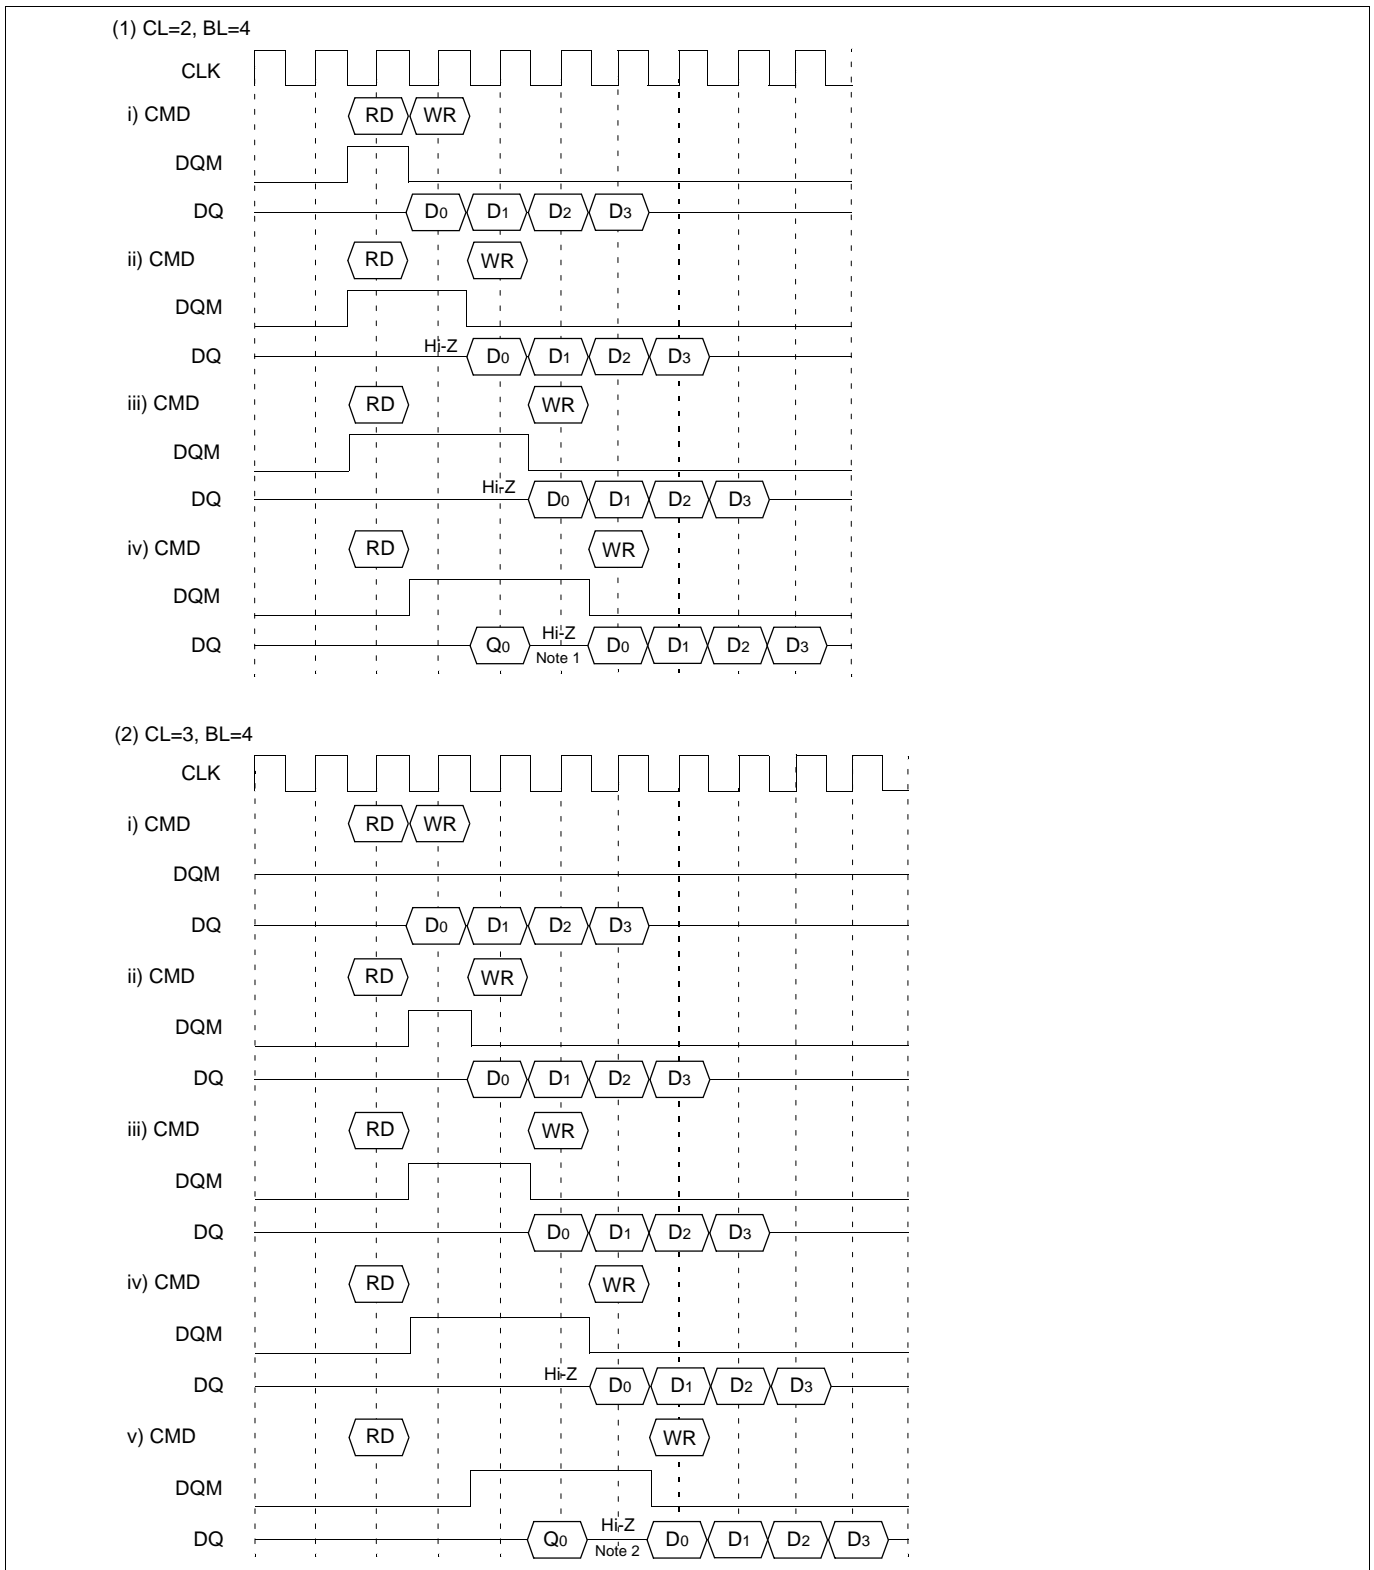 (1) CL=2, BL=4
CLK
i) CMD RD WR
DQM
DQ D0 D1 D2 D3
ii) CMD RD WR
DQM
DQ Hi-Z D0 D1 D2 D3
iii) CMD RD WR
DQM
DQ Hi-Z D0 D1 D2 D3
iv) CMD RD WR
DQM
DQ Q0 Hi-Z Note 1 D0 D1 D2 D3
(2) CL=3, BL=4
CLK
i) CMD RD WR
DQM
DQ D0 D1 D2 D3
ii) CMD RD WR
DQM
DQ D0 D1 D2 D3
iii) CMD RD WR
DQM
DQ D0 D1 D2 D3
iv) CMD RD WR
DQM
DQ Hi-Z D0 D1 D2 D3
v) CMD RD WR
DQM
DQ Q0 Hi-Z Note 2 D0 D1 D2 D3